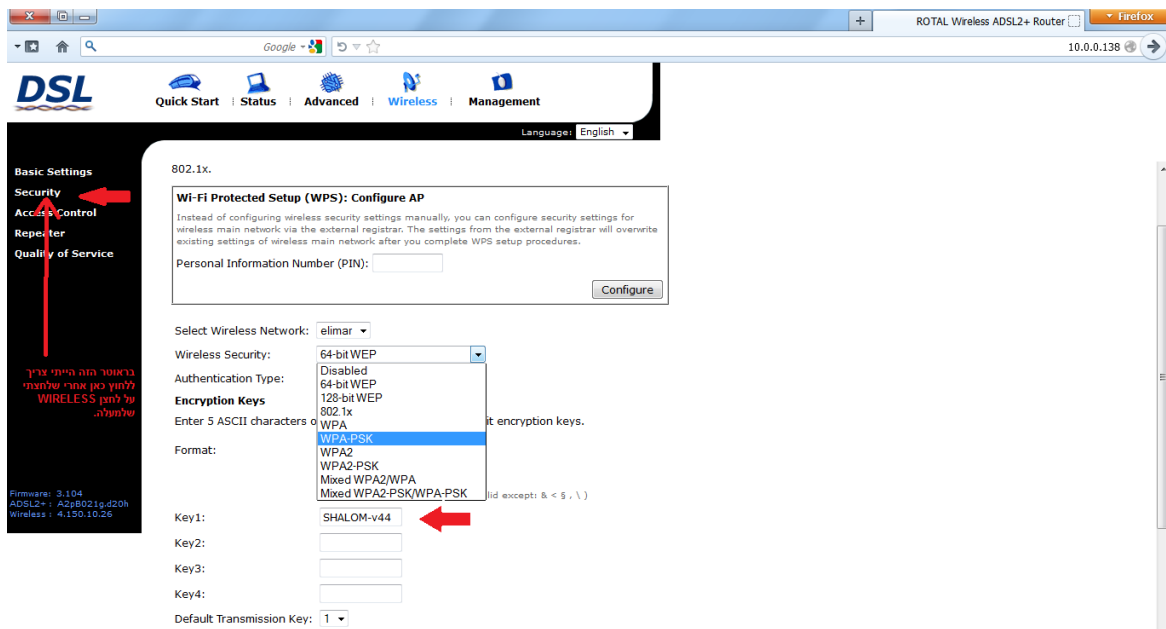 ROTAL Wireless ADSL2+ Router
Firefox
Google
10.0.0.138
DSL
Quick Start
Status
Advanced
Wireless
Management
Language: English
Basic Settings
Security
Access Control
Repeater
Quality of Service
בראוטר הזה הייתי צריך
ללחוץ כאן אחרי שלחצתי
על לחצן WIRELESS
שלמעלה.
Firmware: 3.104
ADSL2+ : A2pB021g.d20h
Wireless : 4.150.10.26
802.1x.
Wi-Fi Protected Setup (WPS): Configure AP
Instead of configuring wireless security settings manually, you can configure security settings for
wireless main network via the external registrar. The settings from the external registrar will overwrite
existing settings of wireless main network after you complete WPS setup procedures.
Personal Information Number (PIN):
Configure
Select Wireless Network: elimar
Wireless Security: 64-bit WEP
Disabled
64-bit WEP
128-bit WEP
802.1x
WPA
WPA-PSK
WPA2
WPA2-PSK
Mixed WPA2/WPA
Mixed WPA2-PSK/WPA-PSK
Authentication Type:
Encryption Keys
Enter 5 ASCII characters o it encryption keys.
Format:
lid except: & < § , \ )
Key1: SHALOM-v44
Key2:
Key3:
Key4:
Default Transmission Key: 1